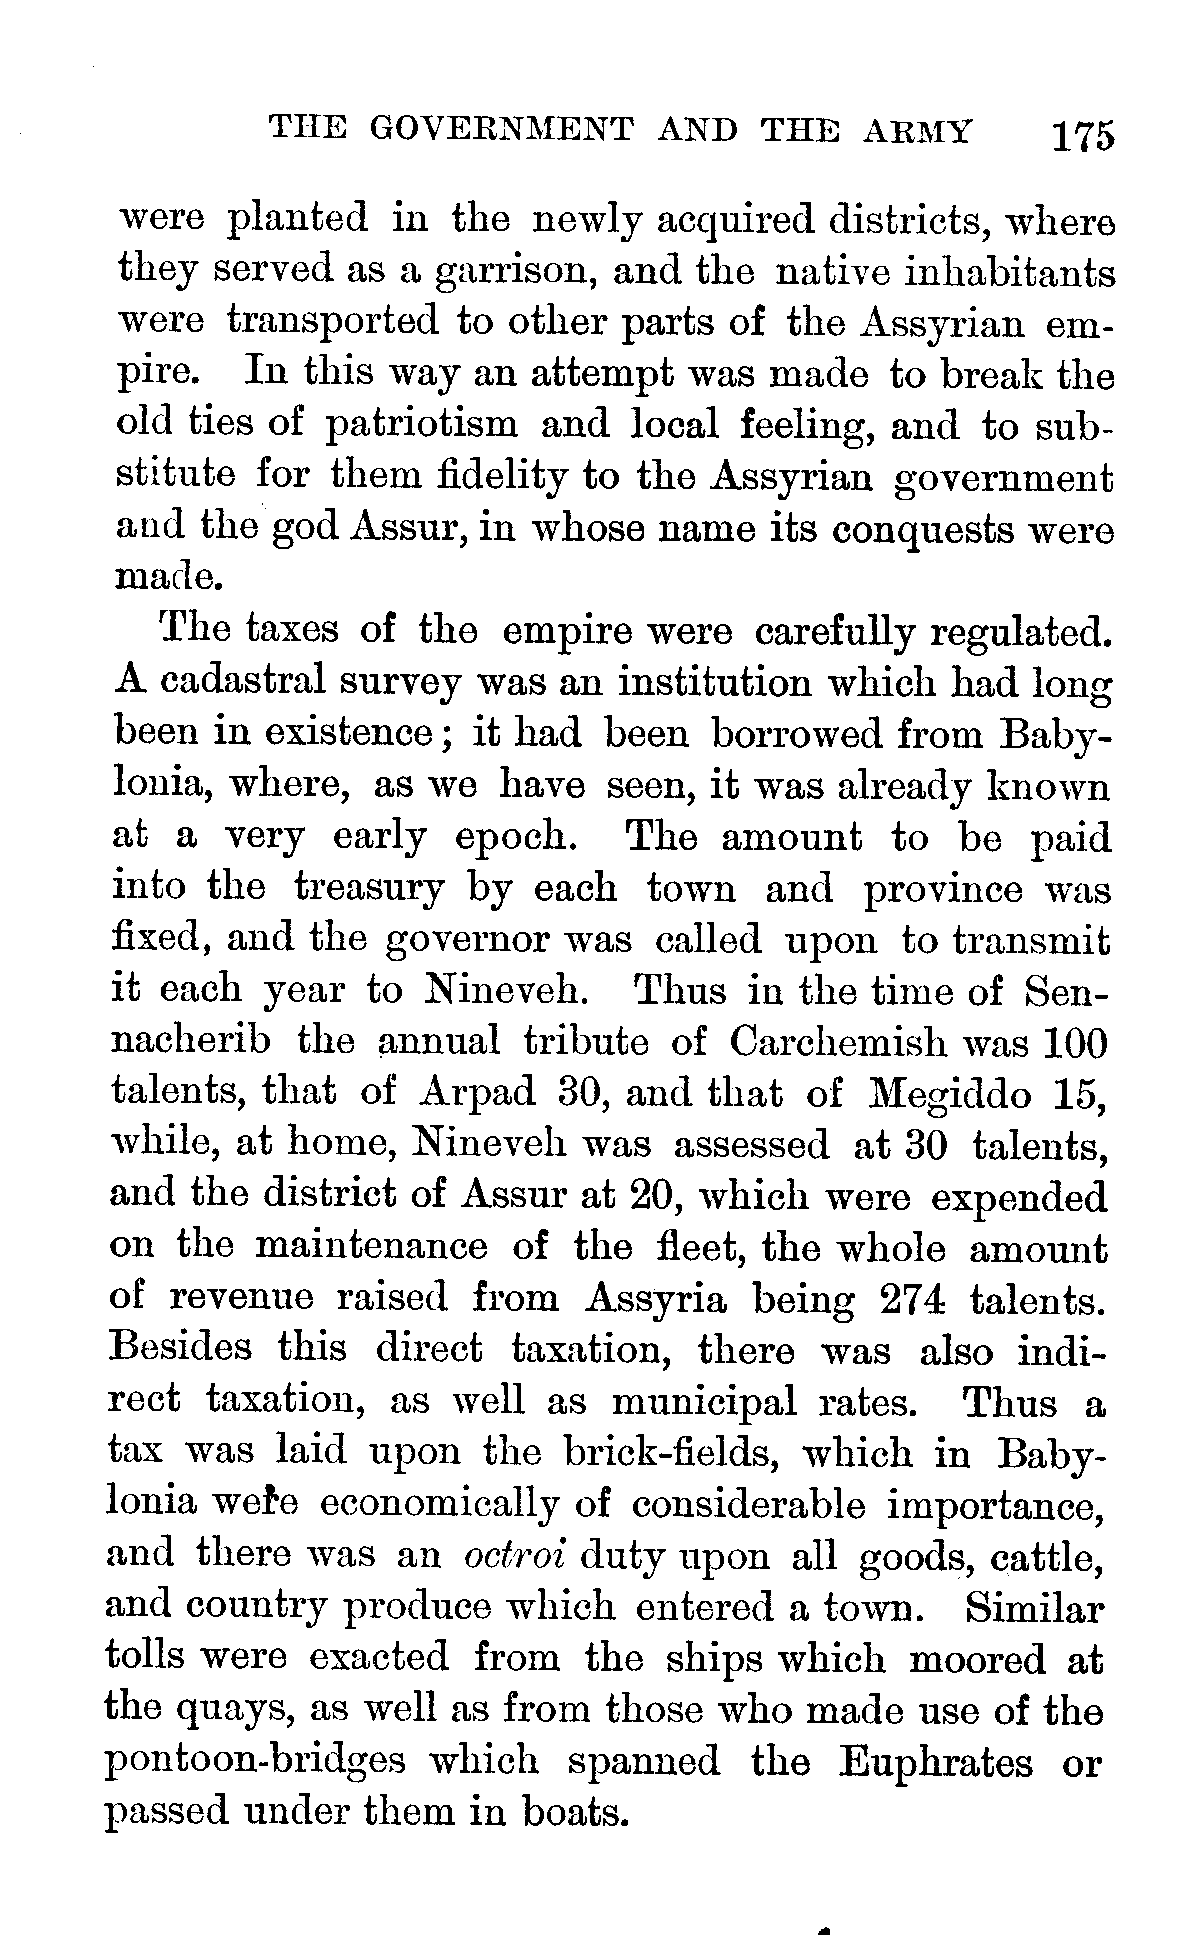 THE GOVERNMENT AND THE ARMY 175
were planted in the newly acquired districts, where
they served as a garrison, and the native inhabitants
were transported to other parts of the Assyrian em-
pire. In this way an attempt was made to break the
old ties of patriotism and local feeling, and to sub-
stitute for them fidelity to the Assyrian government
and the god Assur, in whose name its conquests were
made.
The taxes of the empire were carefully regulated.
A cadastral survey was an institution which had long
been in existence; it had been borrowed from Baby-
lonia, where, as we have seen, it was already known
at a very early epoch. The amount to be paid
into the treasury by each town and province was
fixed, and the governor was called upon to transmit
it each year to Nineveh. Thus in the time of Sen-
nacherib the annual tribute of Carchemish was 100
talents, that of Arpad 30, and that of Megiddo 15,
while, at home, Nineveh was assessed at 30 talents,
and the district of Assur at 20, which were expended
on the maintenance of the fleet, the whole amount
of revenue raised from Assyria being 274 talents.
Besides this direct taxation, there was also indi-
rect taxation, as well as municipal rates. Thus a
tax was laid upon the brick-fields, which in Baby-
lonia were economically of considerable importance,
and there was an octroi duty upon all goods, cattle,
and country produce which entered a town. Similar
tolls were exacted from the ships which moored at
the quays, as well as from those who made use of the
pontoon-bridges which spanned the Euphrates or
passed under them in boats.